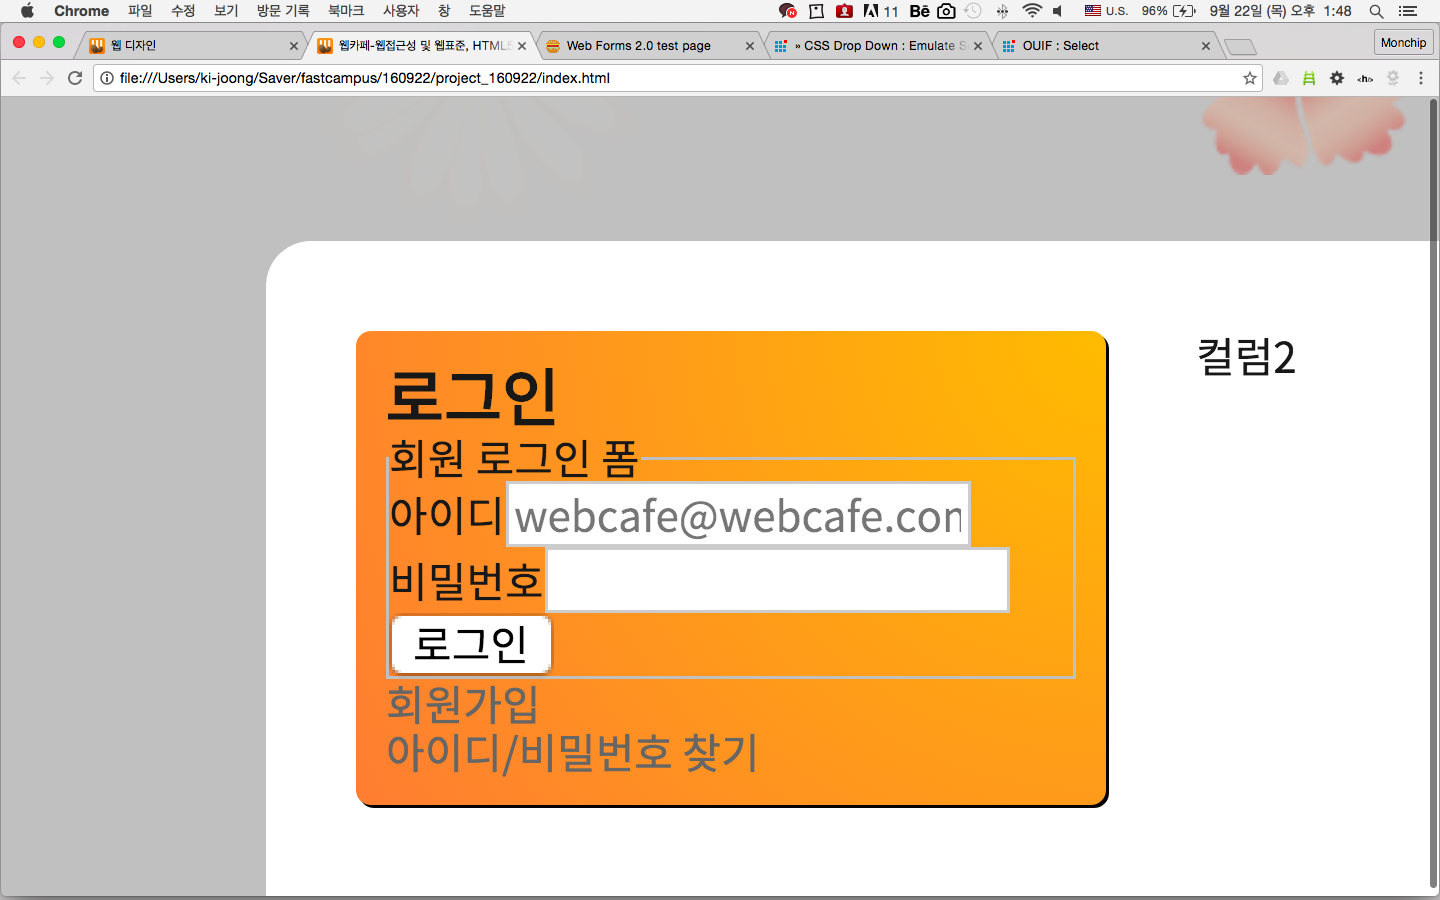 Chrome 파일 수정 보기 방문 기록 북마크 사용자 창 도움말 11 Bē U.S. 96% 9월 22일 (목) 오후 1:48
웹 디자인 웹카페-웹접근성 및 웹표준, HTML5 Web Forms 2.0 test page » CSS Drop Down : Emulate S OUIF : Select Monchip
file:///Users/ki-joong/Saver/fastcampus/160922/project_160922/index.html <h/>
컬럼2
로그인
회원 로그인 폼
아이디 webcafe@webcafe.com
비밀번호
로그인
회원가입
아이디/비밀번호 찾기